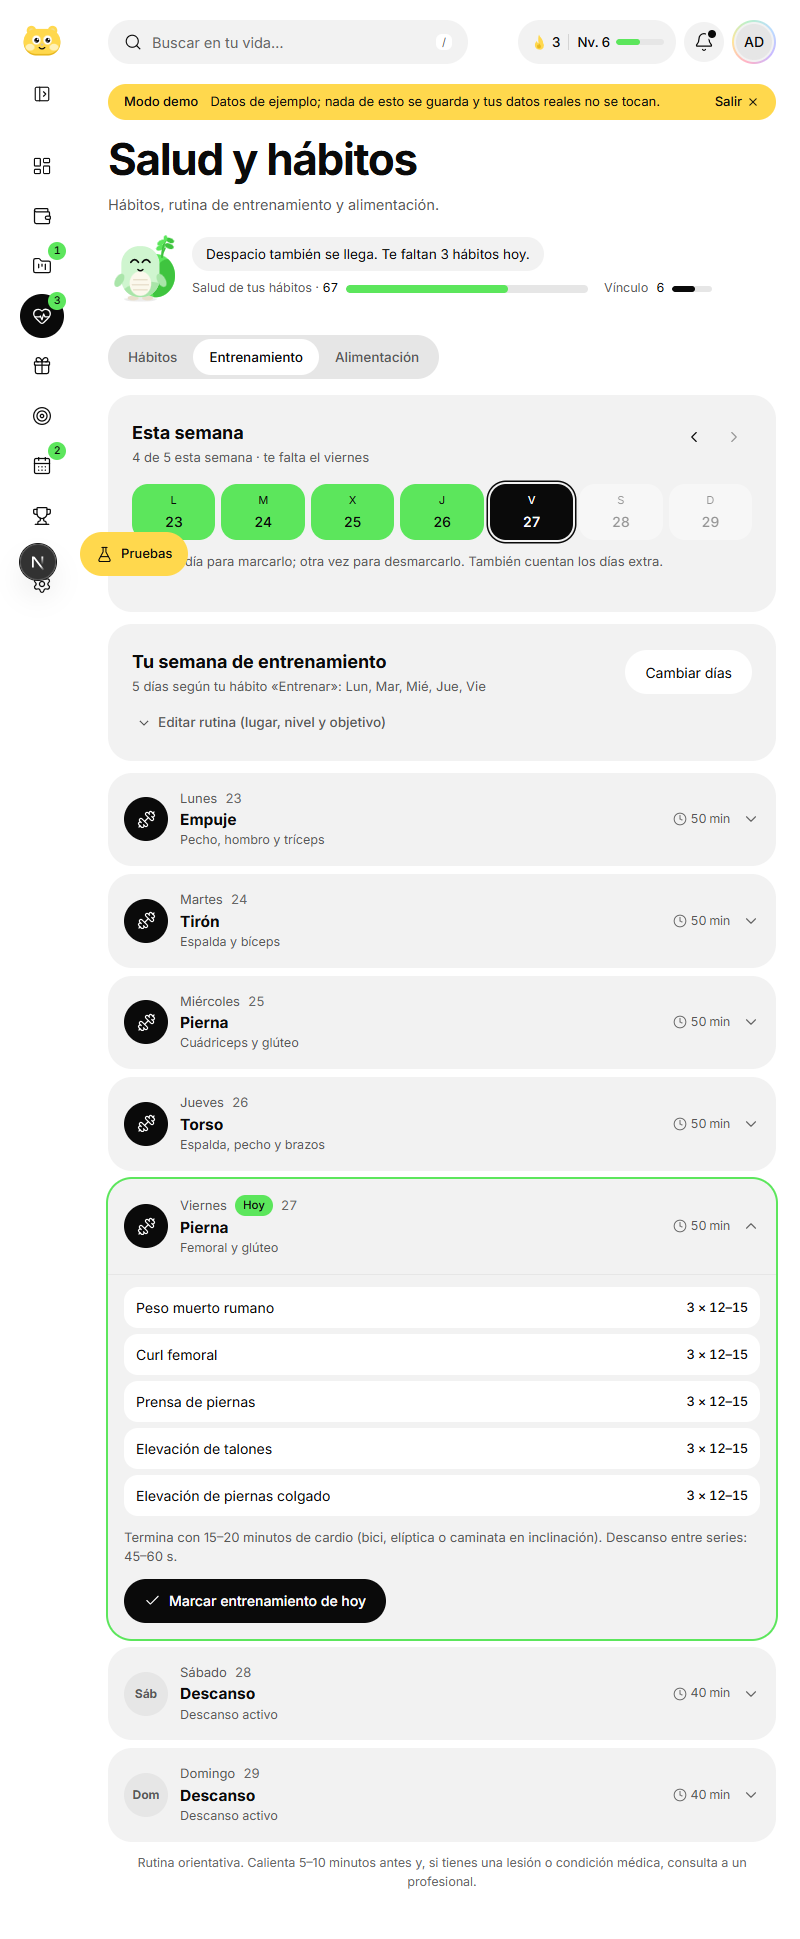 Buscar en tu vida...
/
3
Nv. 6
AD
Modo demo Datos de ejemplo; nada de esto se guarda y tus datos reales no se tocan.
Salir ×
Salud y hábitos
Hábitos, rutina de entrenamiento y alimentación.
1
3
2
N
Pruebas
Despacio también se llega. Te faltan 3 hábitos hoy.
Salud de tus hábitos · 67
Vínculo 6
Hábitos
Entrenamiento
Alimentación
Esta semana
4 de 5 esta semana · te falta el viernes
L
23
M
24
X
25
J
26
V
27
S
28
D
29
día para marcarlo; otra vez para desmarcarlo. También cuentan los días extra.
Tu semana de entrenamiento
5 días según tu hábito «Entrenar»: Lun, Mar, Mié, Jue, Vie
Cambiar días
Editar rutina (lugar, nivel y objetivo)
Lunes 23
Empuje
Pecho, hombro y tríceps
50 min
Martes 24
Tirón
Espalda y bíceps
50 min
Miércoles 25
Pierna
Cuádriceps y glúteo
50 min
Jueves 26
Torso
Espalda, pecho y brazos
50 min
Viernes Hoy 27
Pierna
Femoral y glúteo
50 min
Peso muerto rumano 3 × 12–15
Curl femoral 3 × 12–15
Prensa de piernas 3 × 12–15
Elevación de talones 3 × 12–15
Elevación de piernas colgado 3 × 12–15
Termina con 15–20 minutos de cardio (bici, elíptica o caminata en inclinación). Descanso entre series:
45–60 s.
Marcar entrenamiento de hoy
Sáb
Sábado 28
Descanso
Descanso activo
40 min
Dom
Domingo 29
Descanso
Descanso activo
40 min
Rutina orientativa. Calienta 5–10 minutos antes y, si tienes una lesión o condición médica, consulta a un
profesional.